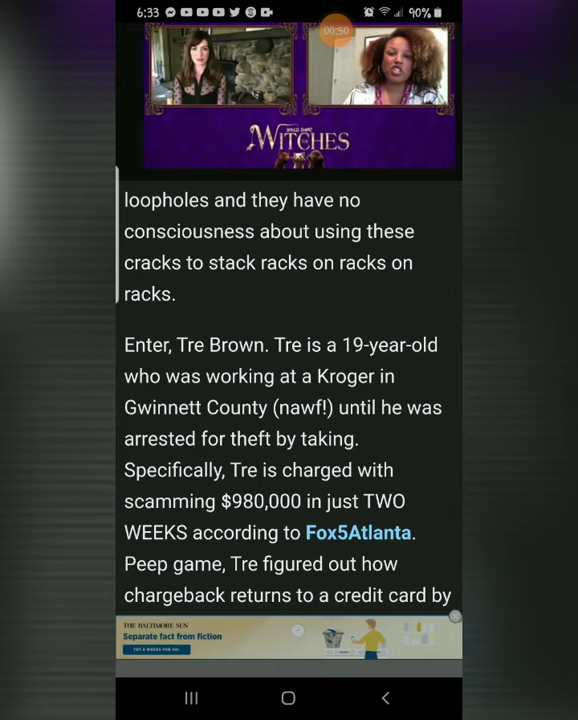 6:33
90%
00:50
ROALD DAHL'S
WITCHES
loopholes and they have no
consciousness about using these
cracks to stack racks on racks on
racks.
Enter, Tre Brown. Tre is a 19-year-old
who was working at a Kroger in
Gwinnett County (nawf!) until he was
arrested for theft by taking.
Specifically, Tre is charged with
scamming $980,000 in just TWO
WEEKS according to Fox5Atlanta.
Peep game, Tre figured out how
chargeback returns to a credit card by
THE BALTIMORE SUN
Separate fact from fiction